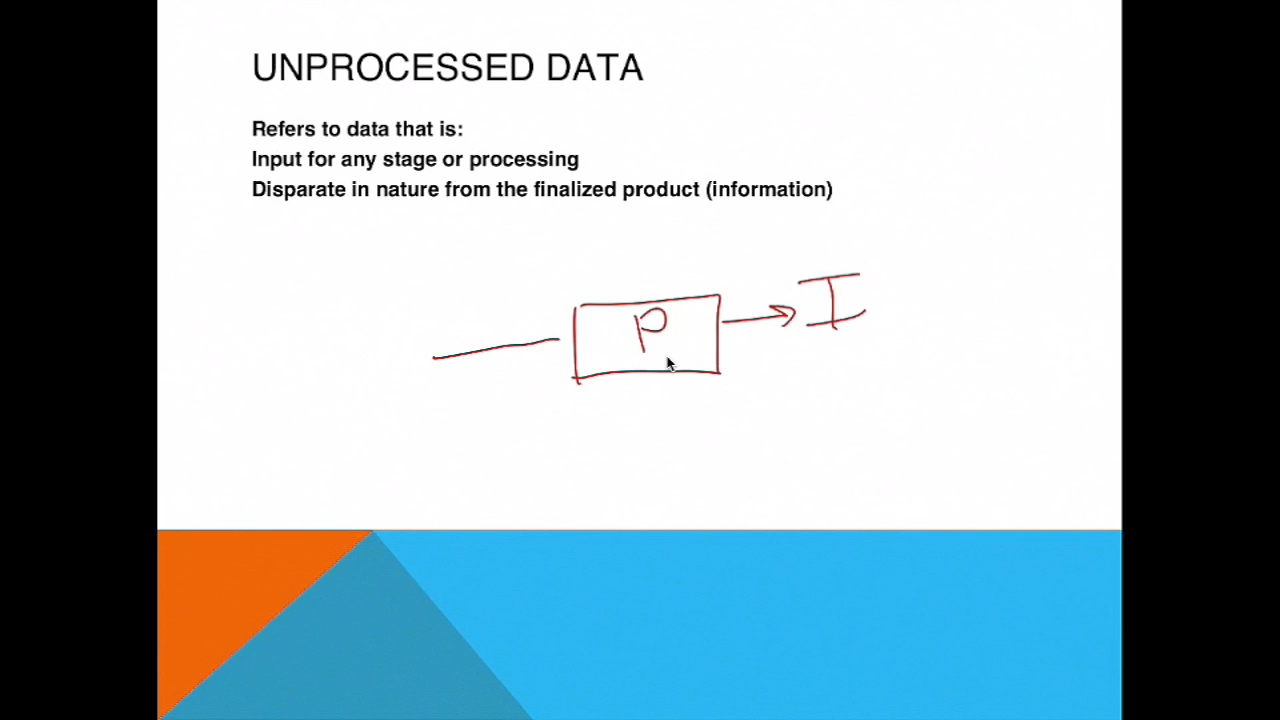 UNPROCESSED DATA
Refers to data that is:
Input for any stage or processing
Disparate in nature from the finalized product (information)
P
I